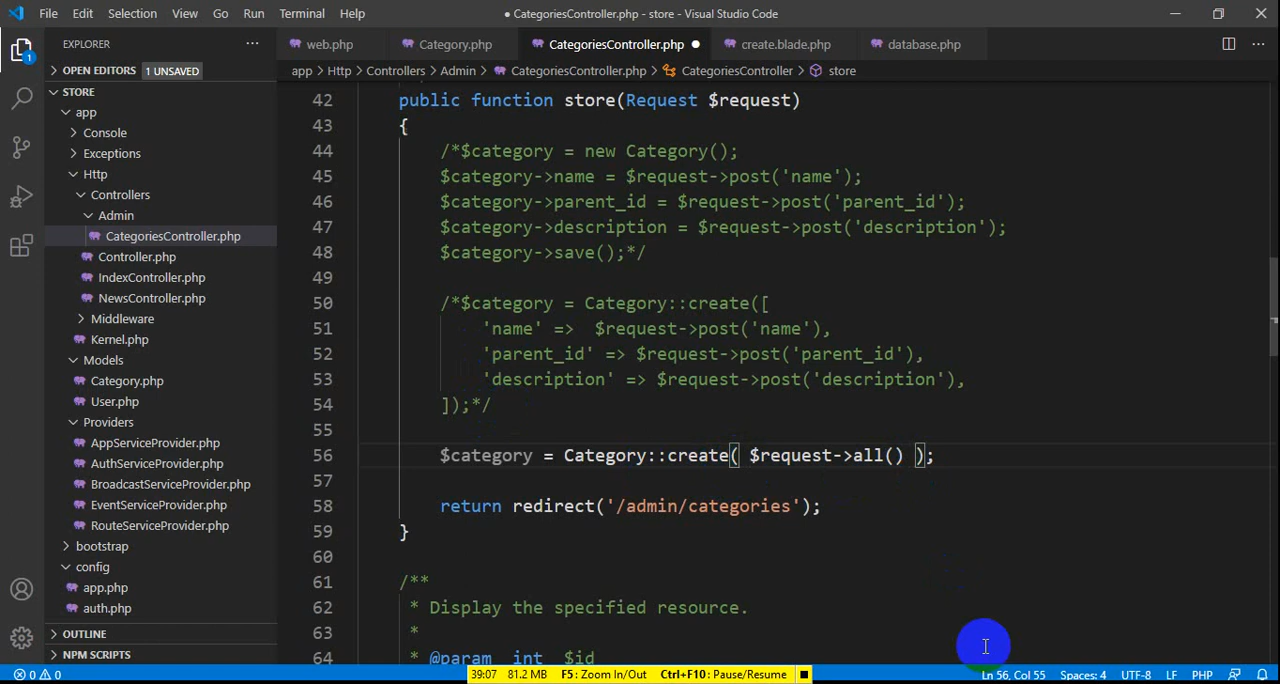 File Edit Selection View Go Run Terminal Help
● CategoriesController.php - store - Visual Studio Code
EXPLORER
web.php
Category.php
CategoriesController.php
create.blade.php
database.php
OPEN EDITORS 1 UNSAVED
app > Http > Controllers > Admin > CategoriesController.php > CategoriesController > store
STORE
app
Console
Exceptions
Http
Controllers
Admin
CategoriesController.php
Controller.php
IndexController.php
NewsController.php
Middleware
Kernel.php
Models
Category.php
User.php
Providers
AppServiceProvider.php
AuthServiceProvider.php
BroadcastServiceProvider.php
EventServiceProvider.php
RouteServiceProvider.php
bootstrap
config
app.php
auth.php
OUTLINE
NPM SCRIPTS
1
42 public function store(Request $request)
43 {
44 /*$category = new Category();
45 $category->name = $request->post('name');
46 $category->parent_id = $request->post('parent_id');
47 $category->description = $request->post('description');
48 $category->save();*/
49
50 /*$category = Category::create([
51 'name' => $request->post('name'),
52 'parent_id' => $request->post('parent_id'),
53 'description' => $request->post('description'),
54 ]);*/
55
56 $category = Category::create( $request->all() );
57
58 return redirect('/admin/categories');
59 }
60
61 /**
62 * Display the specified resource.
63 *
64 * @param int $id
0 0
39:07 81.2 MB F5: Zoom In/Out Ctrl+F10: Pause/Resume
Ln 56, Col 55 Spaces: 4 UTF-8 LF PHP